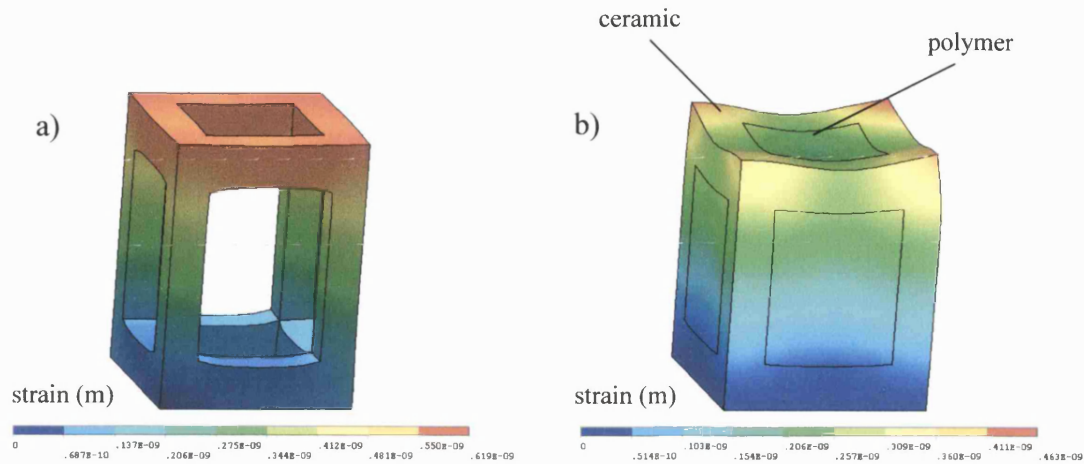 ceramic
polymer
a)
b)
strain (m)
0 .137E-09 .275E-09 .412E-09 .550E-09
.687E-10 .206E-09 .344E-09 .481E-09 .619E-09
strain (m)
0 .103E-09 .206E-09 .309E-09 .411E-09
.514E-10 .154E-09 .257E-09 .360E-09 .463E-09